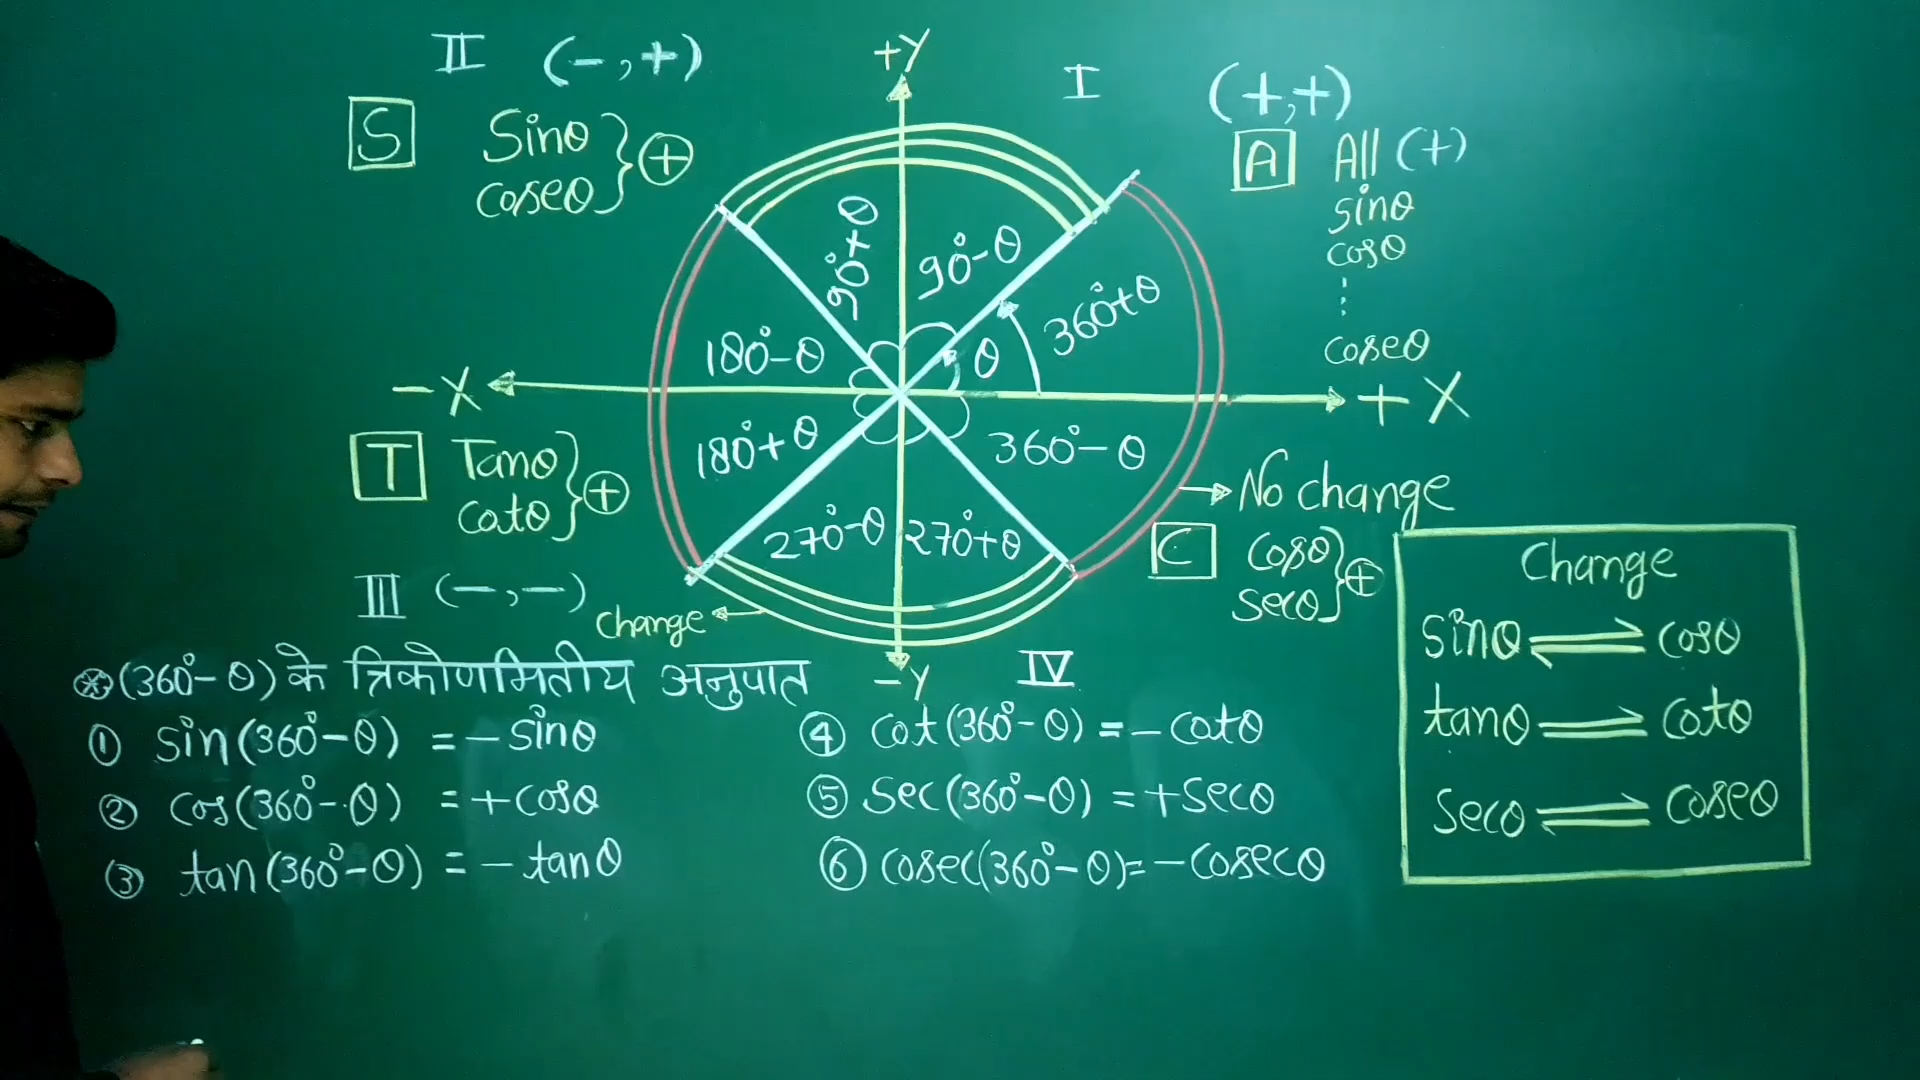 II (-,+)
S Sinθ
cosecθ } ⊕
+Y
I (+,+)
A All (+)
sinθ
cosθ
⋮
cosecθ
90°+θ
90°-θ
180°-θ
θ
360°+θ
-X
+X
180°+θ
360°-θ
270°-θ
270°+θ
T Tanθ
cotθ } ⊕
III (-,-)
Change
→ No change
C cosθ
secθ } ⊕
-Y
IV
Change
sinθ ⇌ cosθ
tanθ ⇌ cotθ
secθ ⇌ cosecθ
⊛ (360°-θ) के त्रिकोणमितीय अनुपात
① sin(360°-θ) = -sinθ
② cos(360°-θ) = +cosθ
③ tan(360°-θ) = -tanθ
④ cot(360°-θ) = -cotθ
⑤ sec(360°-θ) = +secθ
⑥ cosec(360°-θ) = -cosecθ